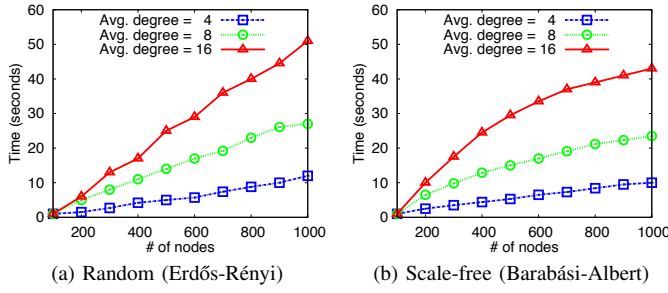 60
50
40
30
20
10
0
Time (seconds)
Avg. degree = 4
Avg. degree = 8
Avg. degree = 16
200 400 600 800 1000
# of nodes
(a) Random (Erdős-Rényi)
60
50
40
30
20
10
0
Time (seconds)
Avg. degree = 4
Avg. degree = 8
Avg. degree = 16
200 400 600 800 1000
# of nodes
(b) Scale-free (Barabási-Albert)